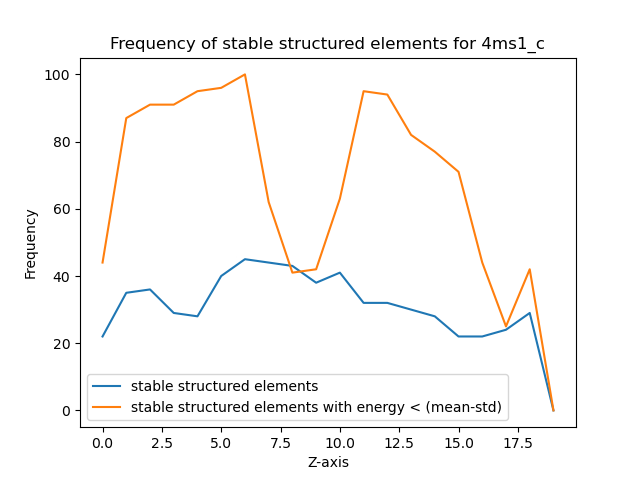 Frequency of stable structured elements for 4ms1_c
100
80
60
40
20
0
Frequency
stable structured elements
stable structured elements with energy < (mean-std)
0.0 2.5 5.0 7.5 10.0 12.5 15.0 17.5
Z-axis